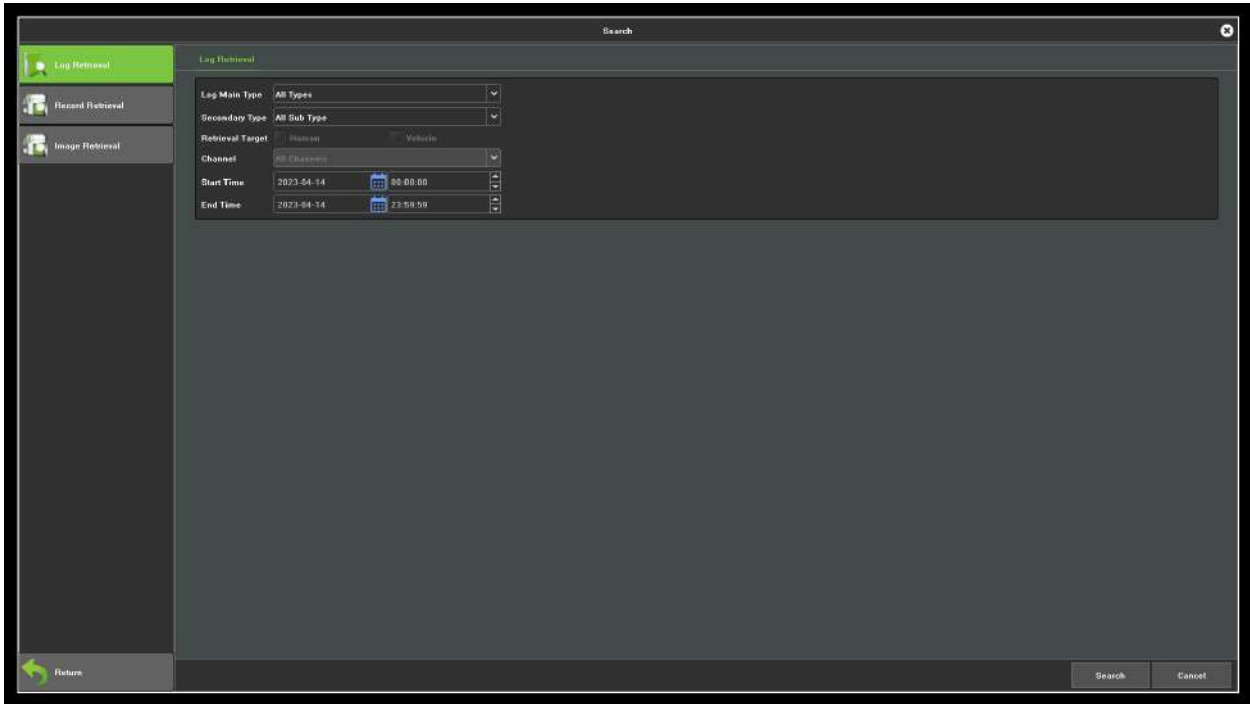 Search
Log Retrieval
Record Retrieval
Image Retrieval
Return
Log Retrieval
Log Main Type All Types
Secondary Type All Sub Type
Retrieval Target Human Vehicle
Channel All Channels
Start Time 2023-04-14 00:00:00
End Time 2023-04-14 23:59:59
Search Cancel